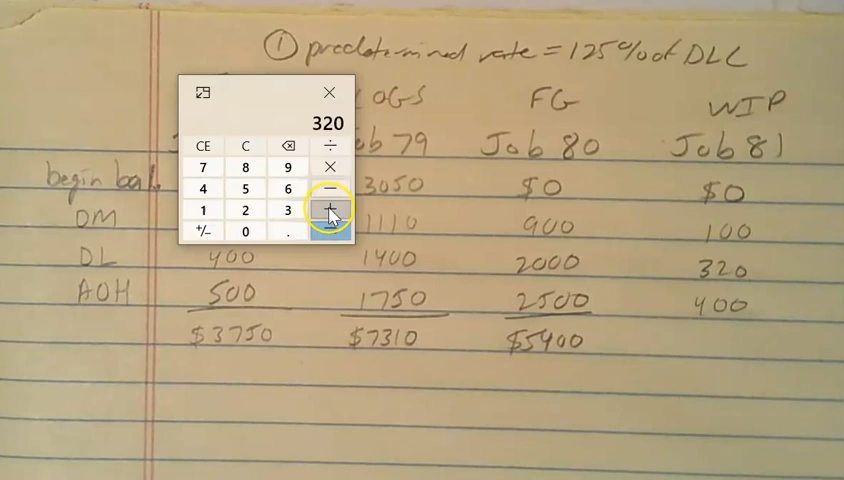 ① predetermined rate = 125% of DLC
OGS FG WIP
ob 79 Job 80 Job 81
begin bal. 3050 $0 $0
DM 1110 900 100
DL 400 1400 2000 320
AOH 500 1750 2500 400
$3750 $7310 $5400
320
CE C ⌫ ÷
7 8 9 ×
4 5 6 −
1 2 3 +
+/− 0 . =